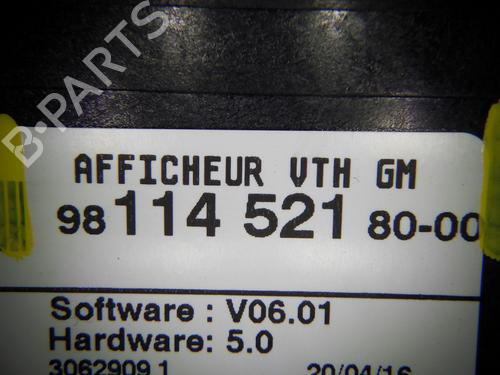 B-PARTS
AFFICHEUR VTH GM
98 114 521 80-00
Software : V06.01
Hardware: 5.0
3062909 1 20/04/16